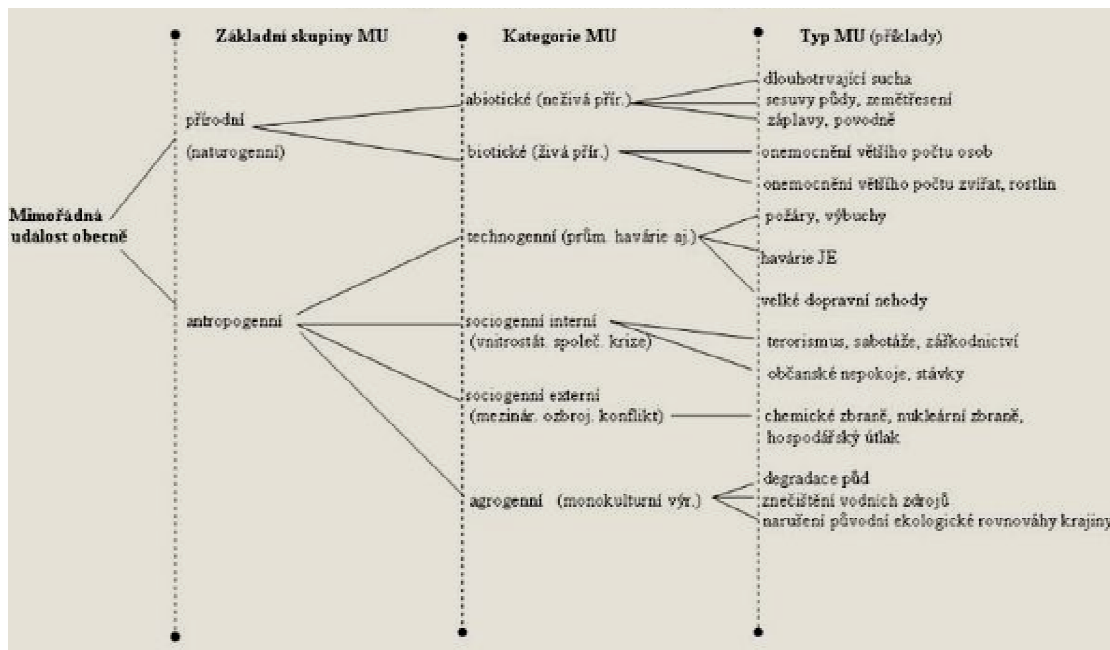 Základní skupiny MU
Kategorie MU
Typ MU (příklady)
Mimořádná
událost obecně
přírodní
(naturogenní)
antropogenní
abiotické (neživá přír.)
biotické (živá přír.)
technogenní (prům. havárie aj.)
sociogenní interní
(vnitrostát. společ. krize)
sociogenní externí
(mezinár. ozbroj. konflikt)
agrogenní (monokulturní výr.)
dlouhotrvající sucha
sesuvy půdy, zemětřesení
záplavy, povodně
onemocnění většího počtu osob
onemocnění většího počtu zvířat, rostlin
požáry, výbuchy
havárie JE
velké dopravní nehody
terorismus, sabotáže, záškodnictví
občanské nepokoje, stávky
chemické zbraně, nukleární zbraně,
hospodářský útlak
degradace půd
znečištění vodních zdrojů
narušení původní ekologické rovnováhy krajiny